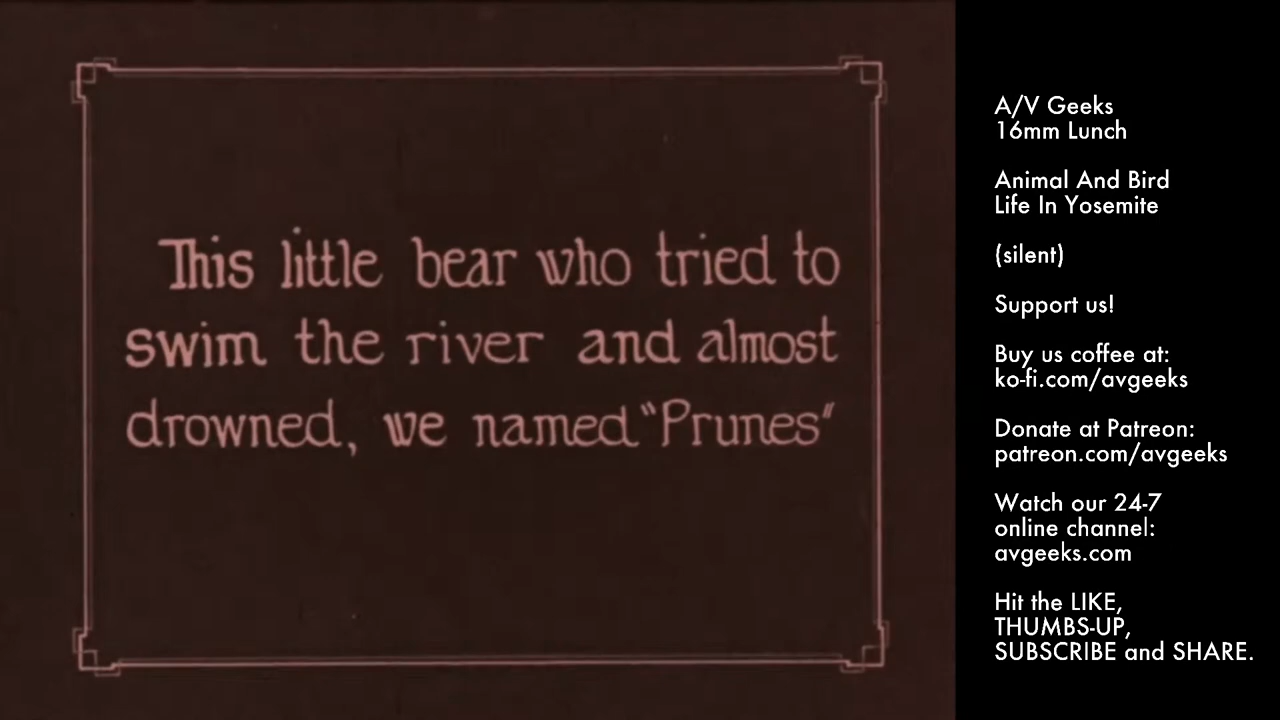 This little bear who tried to
swim the river and almost
drowned, we named "Prunes"
A/V Geeks
16mm Lunch
Animal And Bird
Life In Yosemite
(silent)
Support us!
Buy us coffee at:
ko-fi.com/avgeeks
Donate at Patreon:
patreon.com/avgeeks
Watch our 24-7
online channel:
avgeeks.com
Hit the LIKE,
THUMBS-UP,
SUBSCRIBE and SHARE.